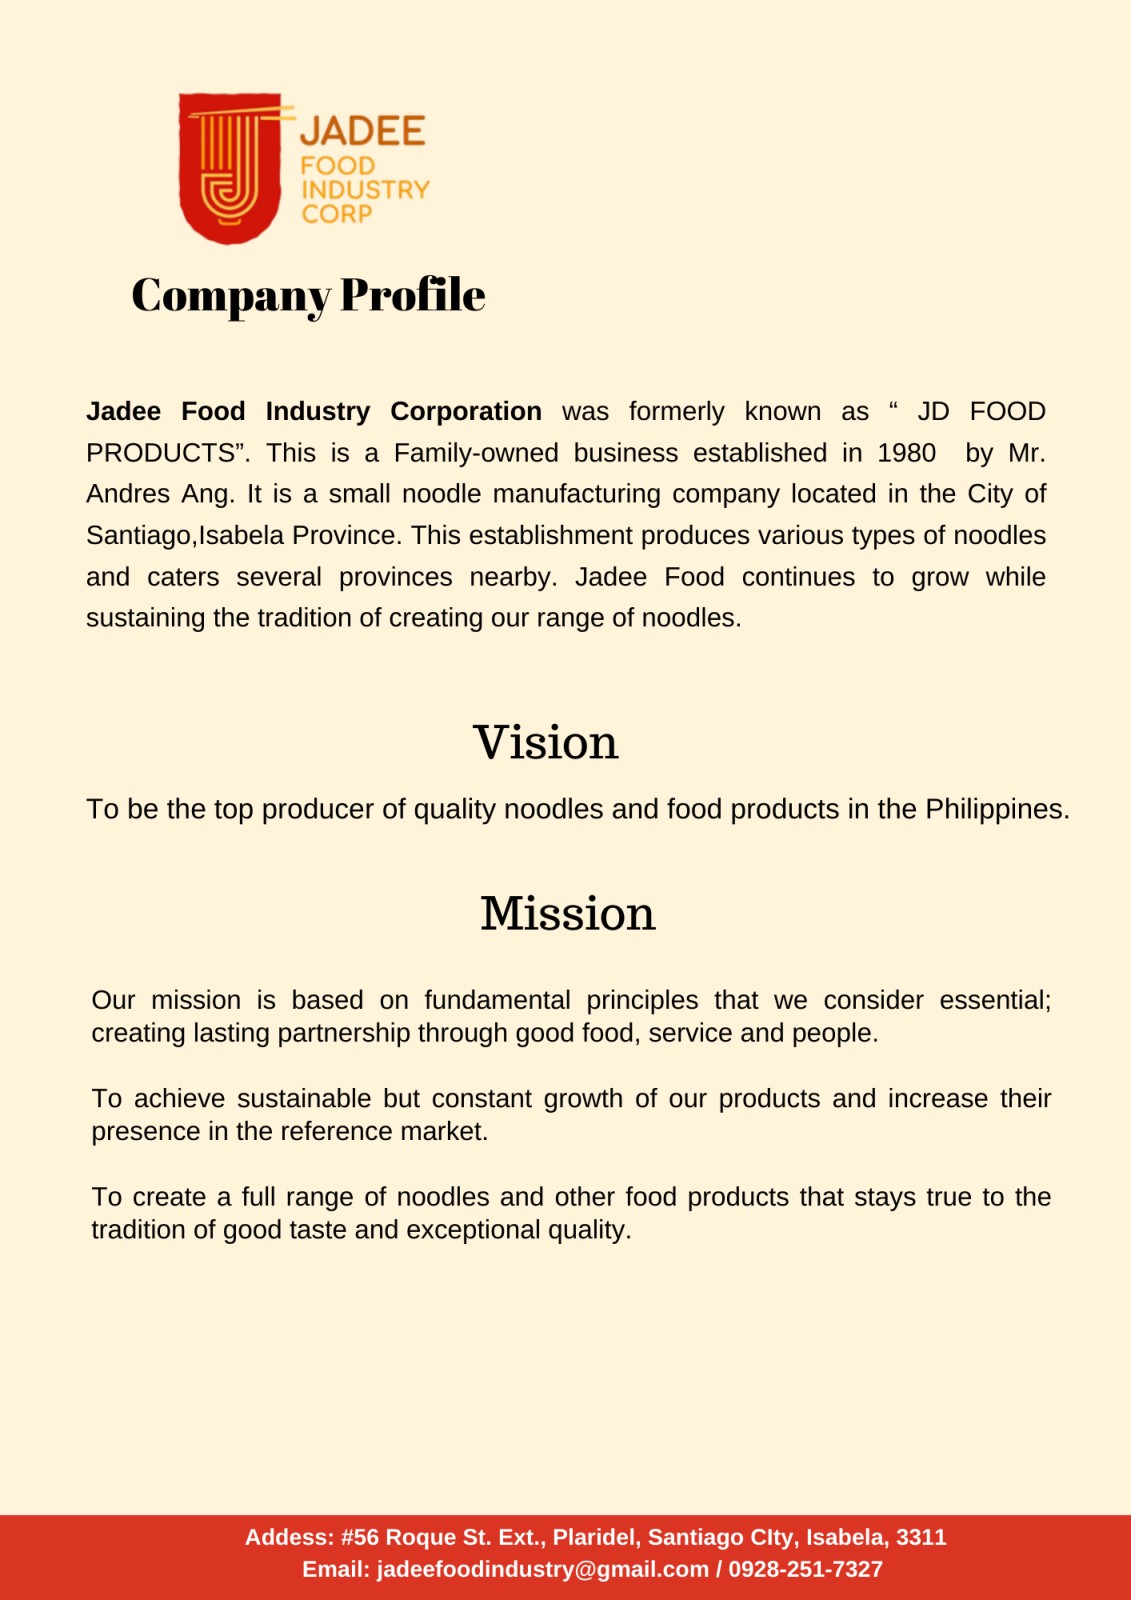 JADEE
FOOD
INDUSTRY
CORP
Company Profile
Jadee Food Industry Corporation was formerly known as “ JD FOOD
PRODUCTS”. This is a Family-owned business established in 1980 by Mr.
Andres Ang. It is a small noodle manufacturing company located in the City of
Santiago,Isabela Province. This establishment produces various types of noodles
and caters several provinces nearby. Jadee Food continues to grow while
sustaining the tradition of creating our range of noodles.
Vision
To be the top producer of quality noodles and food products in the Philippines.
Mission
Our mission is based on fundamental principles that we consider essential;
creating lasting partnership through good food, service and people.
To achieve sustainable but constant growth of our products and increase their
presence in the reference market.
To create a full range of noodles and other food products that stays true to the
tradition of good taste and exceptional quality.
Addess: #56 Roque St. Ext., Plaridel, Santiago CIty, Isabela, 3311
Email: jadeefoodindustry@gmail.com / 0928-251-7327